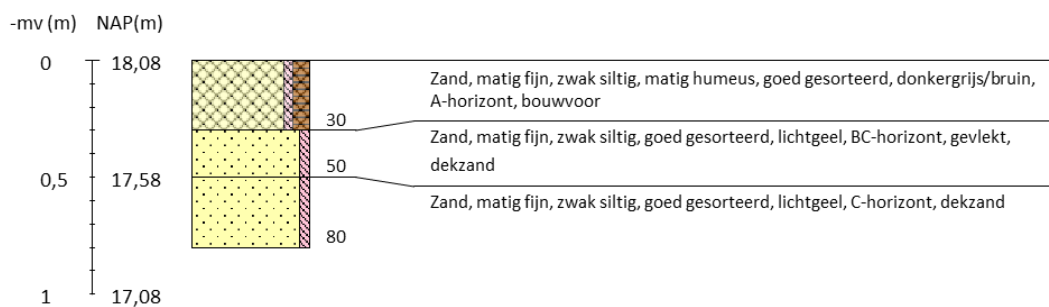 -mv (m) NAP(m)
0 18,08
Zand, matig fijn, zwak siltig, matig humeus, goed gesorteerd, donkergrijs/bruin,
A-horizont, bouwvoor
30
Zand, matig fijn, zwak siltig, goed gesorteerd, lichtgeel, BC-horizont, gevlekt,
dekzand
50
0,5 17,58
Zand, matig fijn, zwak siltig, goed gesorteerd, lichtgeel, C-horizont, dekzand
80
1 17,08